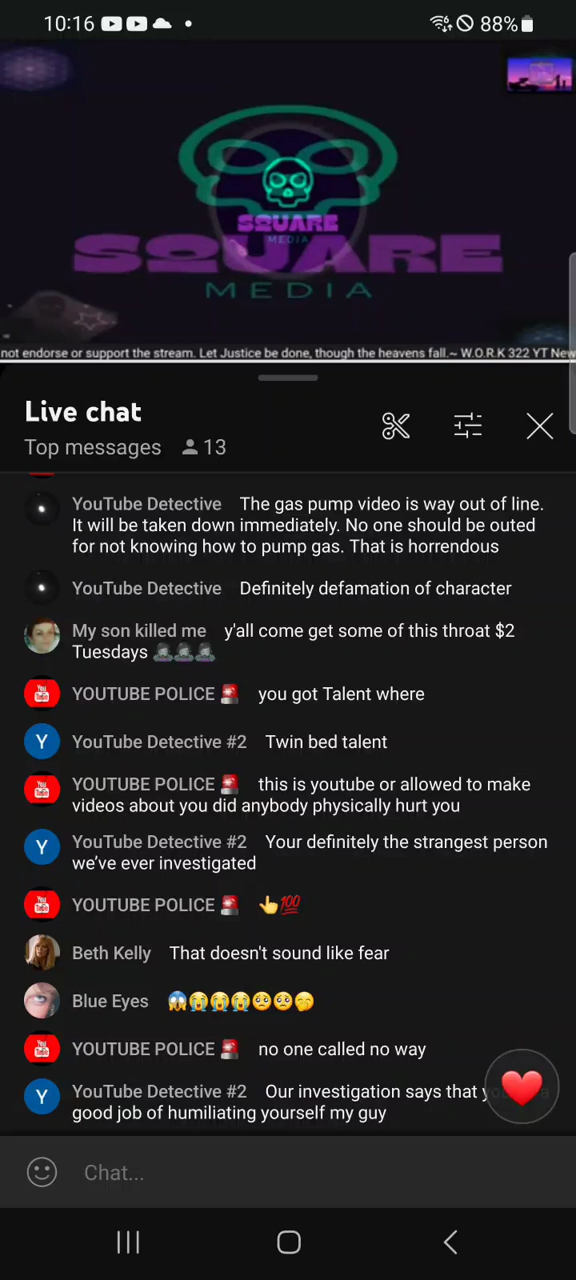 10:16
88%
SQUARE
MEDIA
SQUARE
MEDIA
not endorse or support the stream. Let Justice be done, though the heavens fall.~ W.O.R.K 322 YT New
Live chat
Top messages 13
YouTube Detective The gas pump video is way out of line.
It will be taken down immediately. No one should be outed
for not knowing how to pump gas. That is horrendous
YouTube Detective Definitely defamation of character
My son killed me y'all come get some of this throat $2
Tuesdays
YOUTUBE POLICE 🚨 you got Talent where
Y YouTube Detective #2 Twin bed talent
YOUTUBE POLICE 🚨 this is youtube or allowed to make
videos about you did anybody physically hurt you
Y YouTube Detective #2 Your definitely the strangest person
we've ever investigated
YOUTUBE POLICE 🚨 👆💯
Beth Kelly That doesn't sound like fear
Blue Eyes 😱😭😭😭🥺🥺🤭
YOUTUBE POLICE 🚨 no one called no way
Y YouTube Detective #2 Our investigation says that
good job of humiliating yourself my guy
Chat...